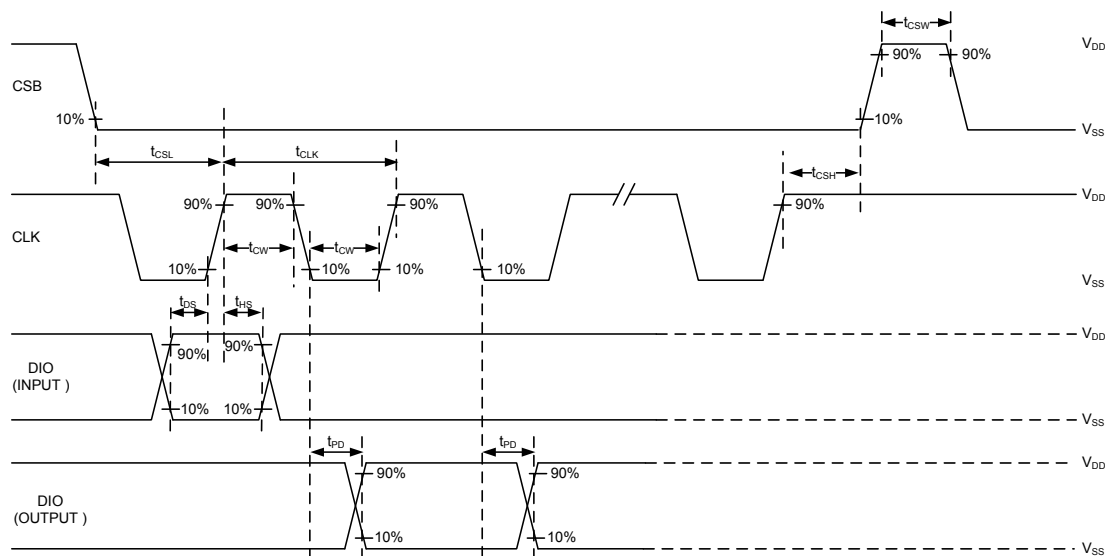 tCSW
VDD
90% 90%
CSB
10% 10%
VSS
tCSL tCLK
tCSH
VDD
90% 90% 90% 90%
CLK
tCW tCW
10% 10% 10% 10%
VSS
tDS tHS
VDD
90% 90%
DIO
(INPUT )
10% 10%
VSS
tPD tPD
VDD
90% 90%
DIO
(OUTPUT )
10% 10%
VSS